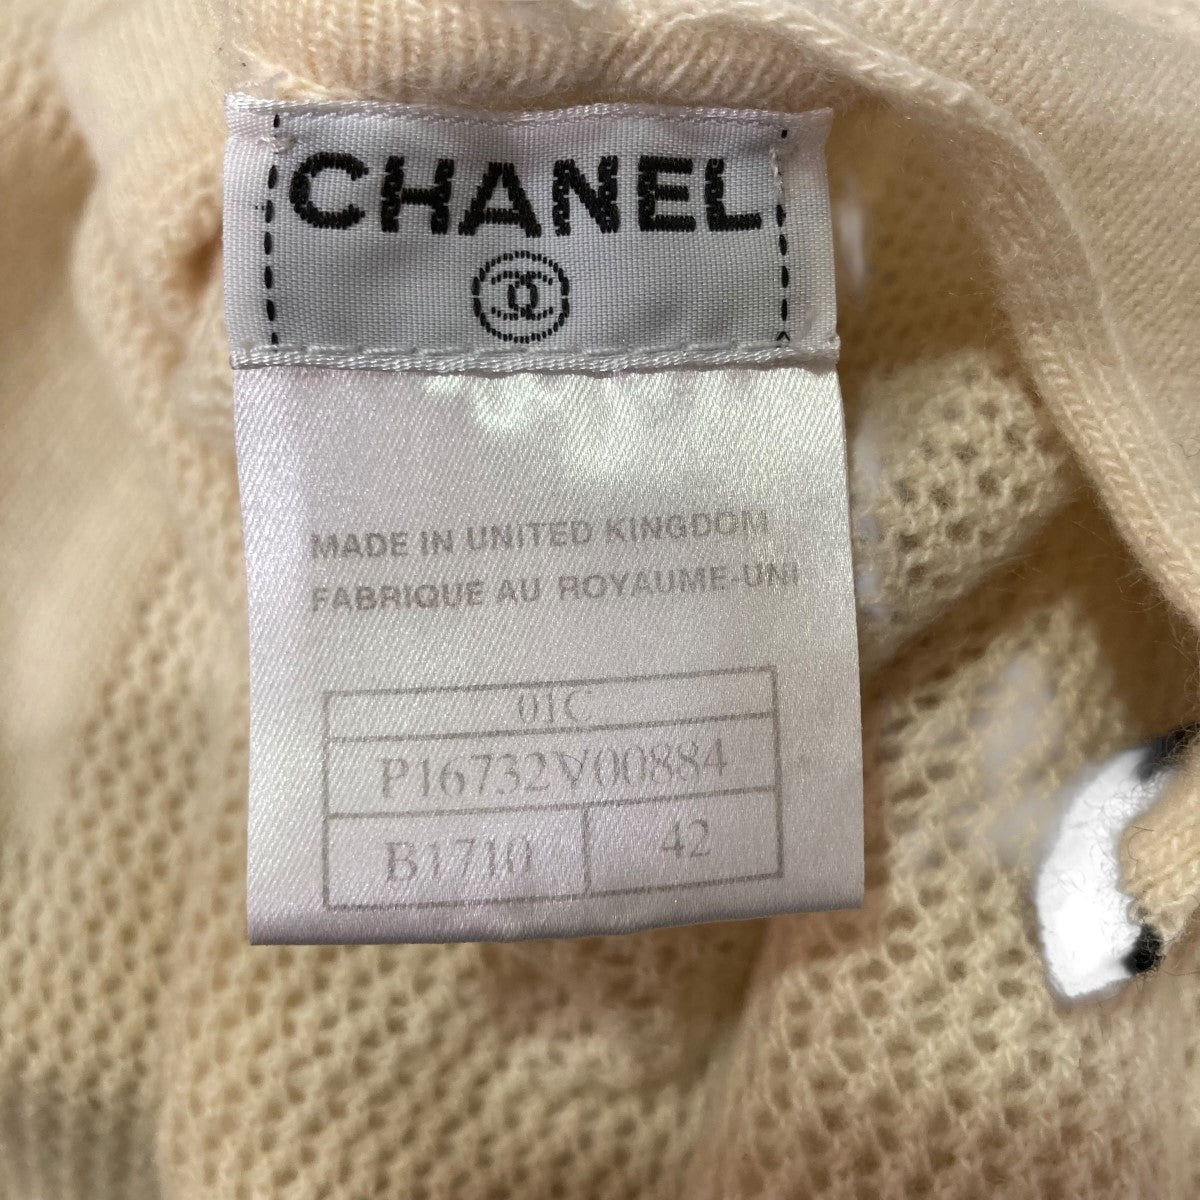 CHANEL
MADE IN UNITED KINGDOM
FABRIQUE AU ROYAUME-UNI
01C
P16732V00884
B1710 42